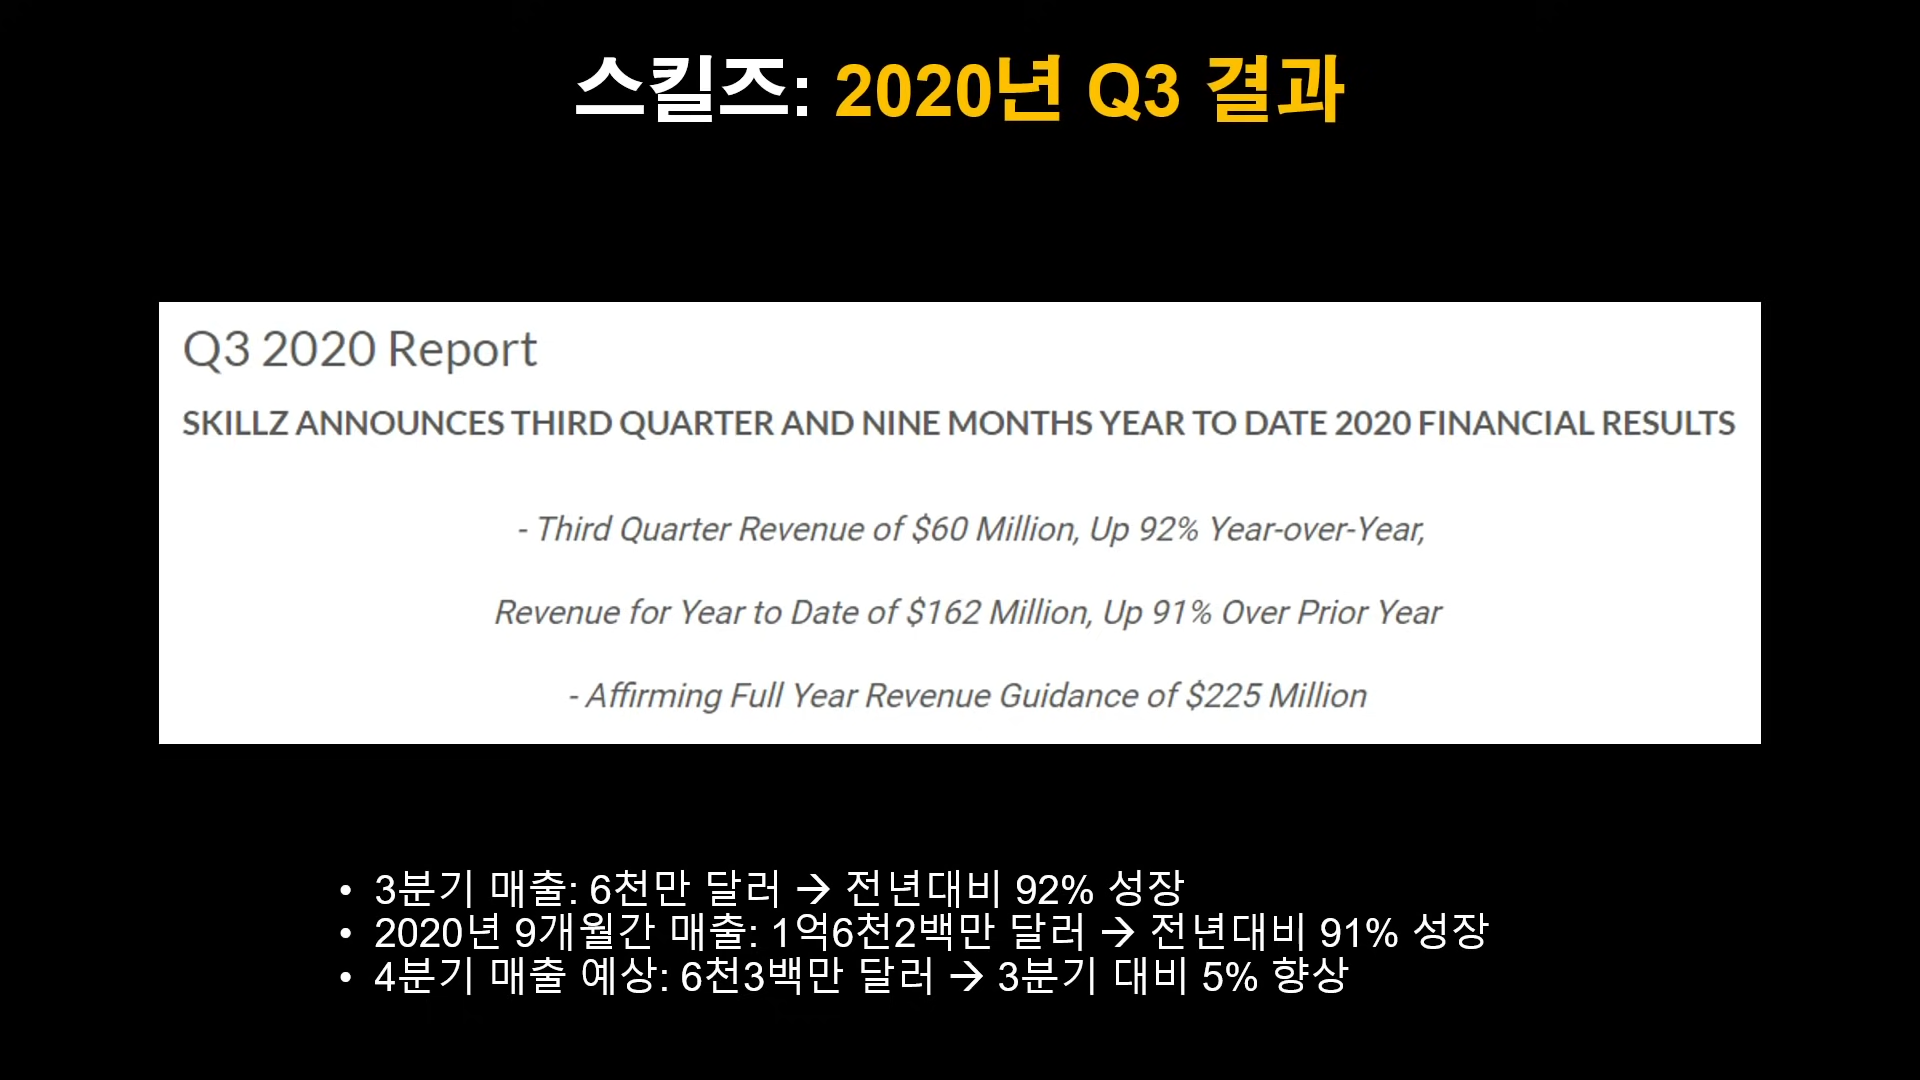 스킬즈: 2020년 Q3 결과
Q3 2020 Report
SKILLZ ANNOUNCES THIRD QUARTER AND NINE MONTHS YEAR TO DATE 2020 FINANCIAL RESULTS
- Third Quarter Revenue of $60 Million, Up 92% Year-over-Year,
Revenue for Year to Date of $162 Million, Up 91% Over Prior Year
- Affirming Full Year Revenue Guidance of $225 Million
• 3분기 매출: 6천만 달러 → 전년대비 92% 성장
• 2020년 9개월간 매출: 1억6천2백만 달러 → 전년대비 91% 성장
• 4분기 매출 예상: 6천3백만 달러 → 3분기 대비 5% 향상